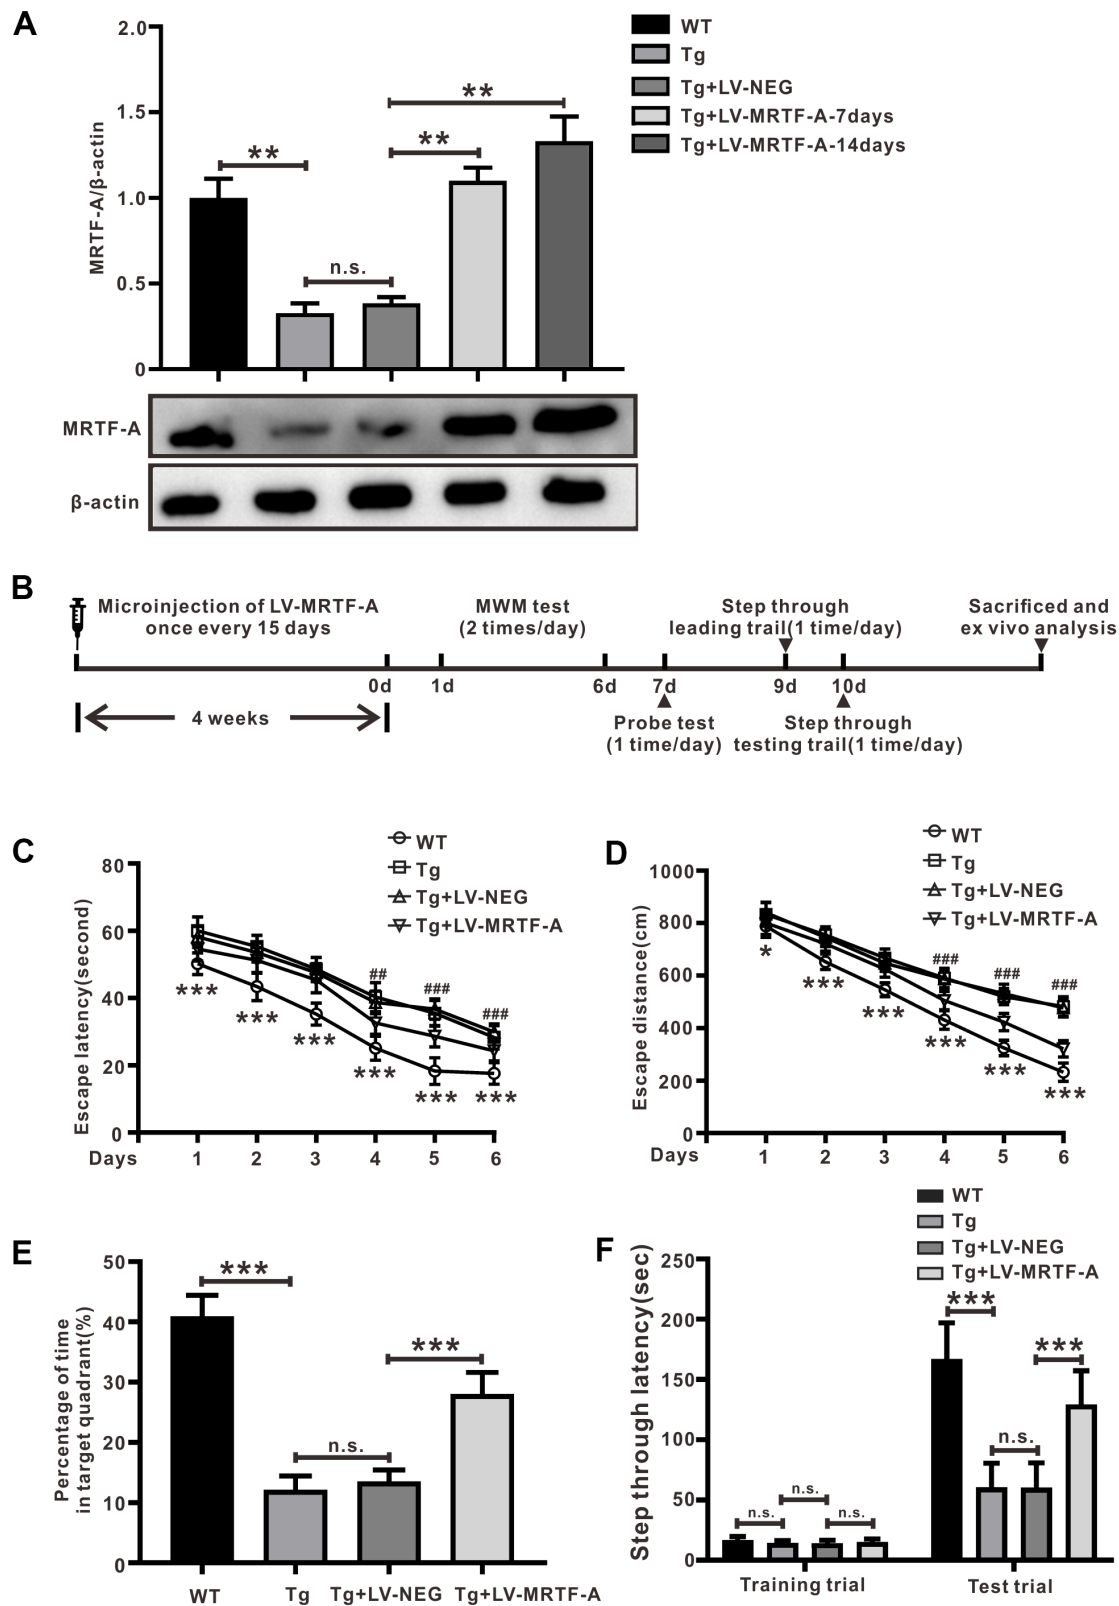 A
2.0
1.5
1.0
0.5
0
MRTF-A/β-actin
**
n.s.
**
**
WT
Tg
Tg+LV-NEG
Tg+LV-MRTF-A-7days
Tg+LV-MRTF-A-14days
MRTF-A
β-actin
B
Microinjection of LV-MRTF-A
once every 15 days
MWM test
(2 times/day)
Step through
leading trail(1 time/day)
Sacrificed and
ex vivo analysis
0d 1d 6d 7d 9d 10d
4 weeks
Probe test
(1 time/day)
Step through
testing trail(1 time/day)
C
WT
Tg
Tg+LV-NEG
Tg+LV-MRTF-A
Escape latency(second)
80
60
40
20
0
## ### ###
*** *** *** *** *** ***
Days 1 2 3 4 5 6
D
WT
Tg
Tg+LV-NEG
Tg+LV-MRTF-A
Escape distance(cm)
1000
800
600
400
200
0
### ### ###
* *** *** *** *** ***
Days 1 2 3 4 5 6
E
Percentage of time
in target quadrant(%)
50
40
30
20
10
0
***
n.s.
***
WT Tg Tg+LV-NEG Tg+LV-MRTF-A
F
WT
Tg
Tg+LV-NEG
Tg+LV-MRTF-A
Step through latency(sec)
250
200
150
100
50
0
n.s. n.s. n.s.
*** n.s. ***
Training trial Test trial